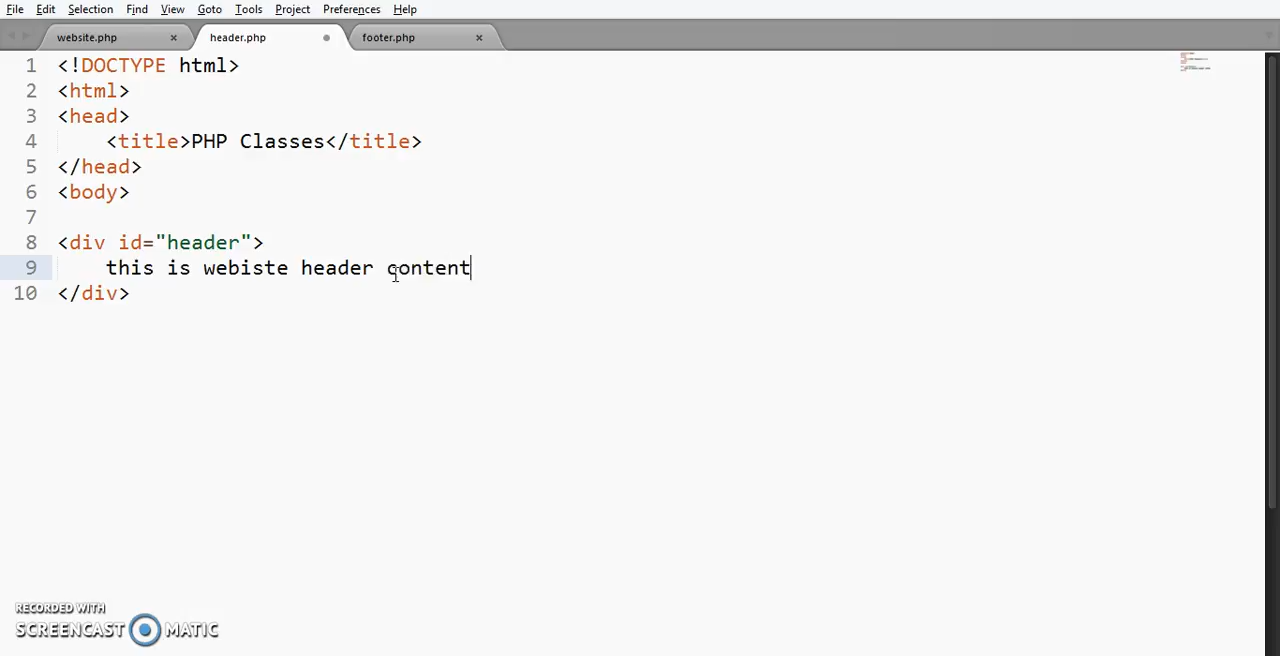 File Edit Selection Find View Goto Tools Project Preferences Help
website.php × header.php footer.php ×
1 <!DOCTYPE html>
2 <html>
3 <head>
4 <title>PHP Classes</title>
5 </head>
6 <body>
7
8 <div id="header">
9 this is webiste header content
10 </div>
RECORDED WITH
SCREENCAST MATIC